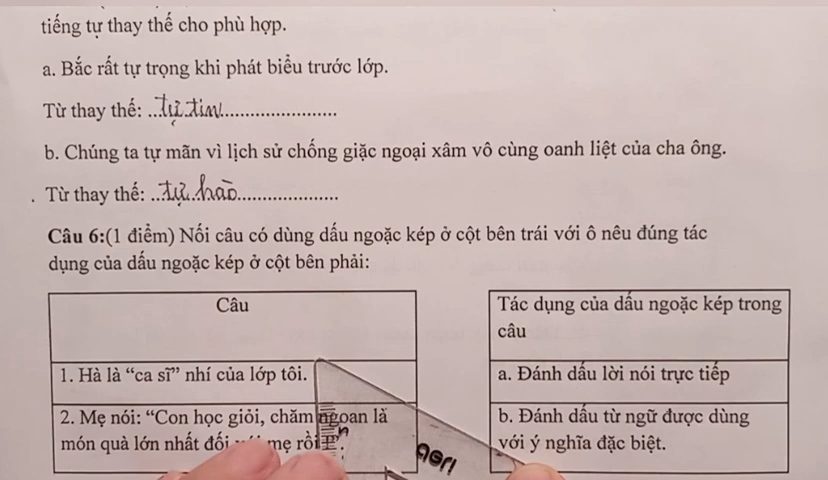 tiếng tự thay thế cho phù hợp.
a. Bắc rất tự trọng khi phát biểu trước lớp.
Từ thay thế: ...tự tin......................
b. Chúng ta tự mãn vì lịch sử chống giặc ngoại xâm vô cùng oanh liệt của cha ông.
. Từ thay thế: ...tự hào...................
Câu 6:(1 điểm) Nối câu có dùng dấu ngoặc kép ở cột bên trái với ô nêu đúng tác
dụng của dấu ngoặc kép ở cột bên phải:
Câu
1. Hà là “ca sĩ” nhí của lớp tôi.
2. Mẹ nói: “Con học giỏi, chăm ngoan là
món quà lớn nhất đối mẹ rồi
Tác dụng của dấu ngoặc kép trong
câu
a. Đánh dấu lời nói trực tiếp
b. Đánh dấu từ ngữ được dùng
với ý nghĩa đặc biệt.